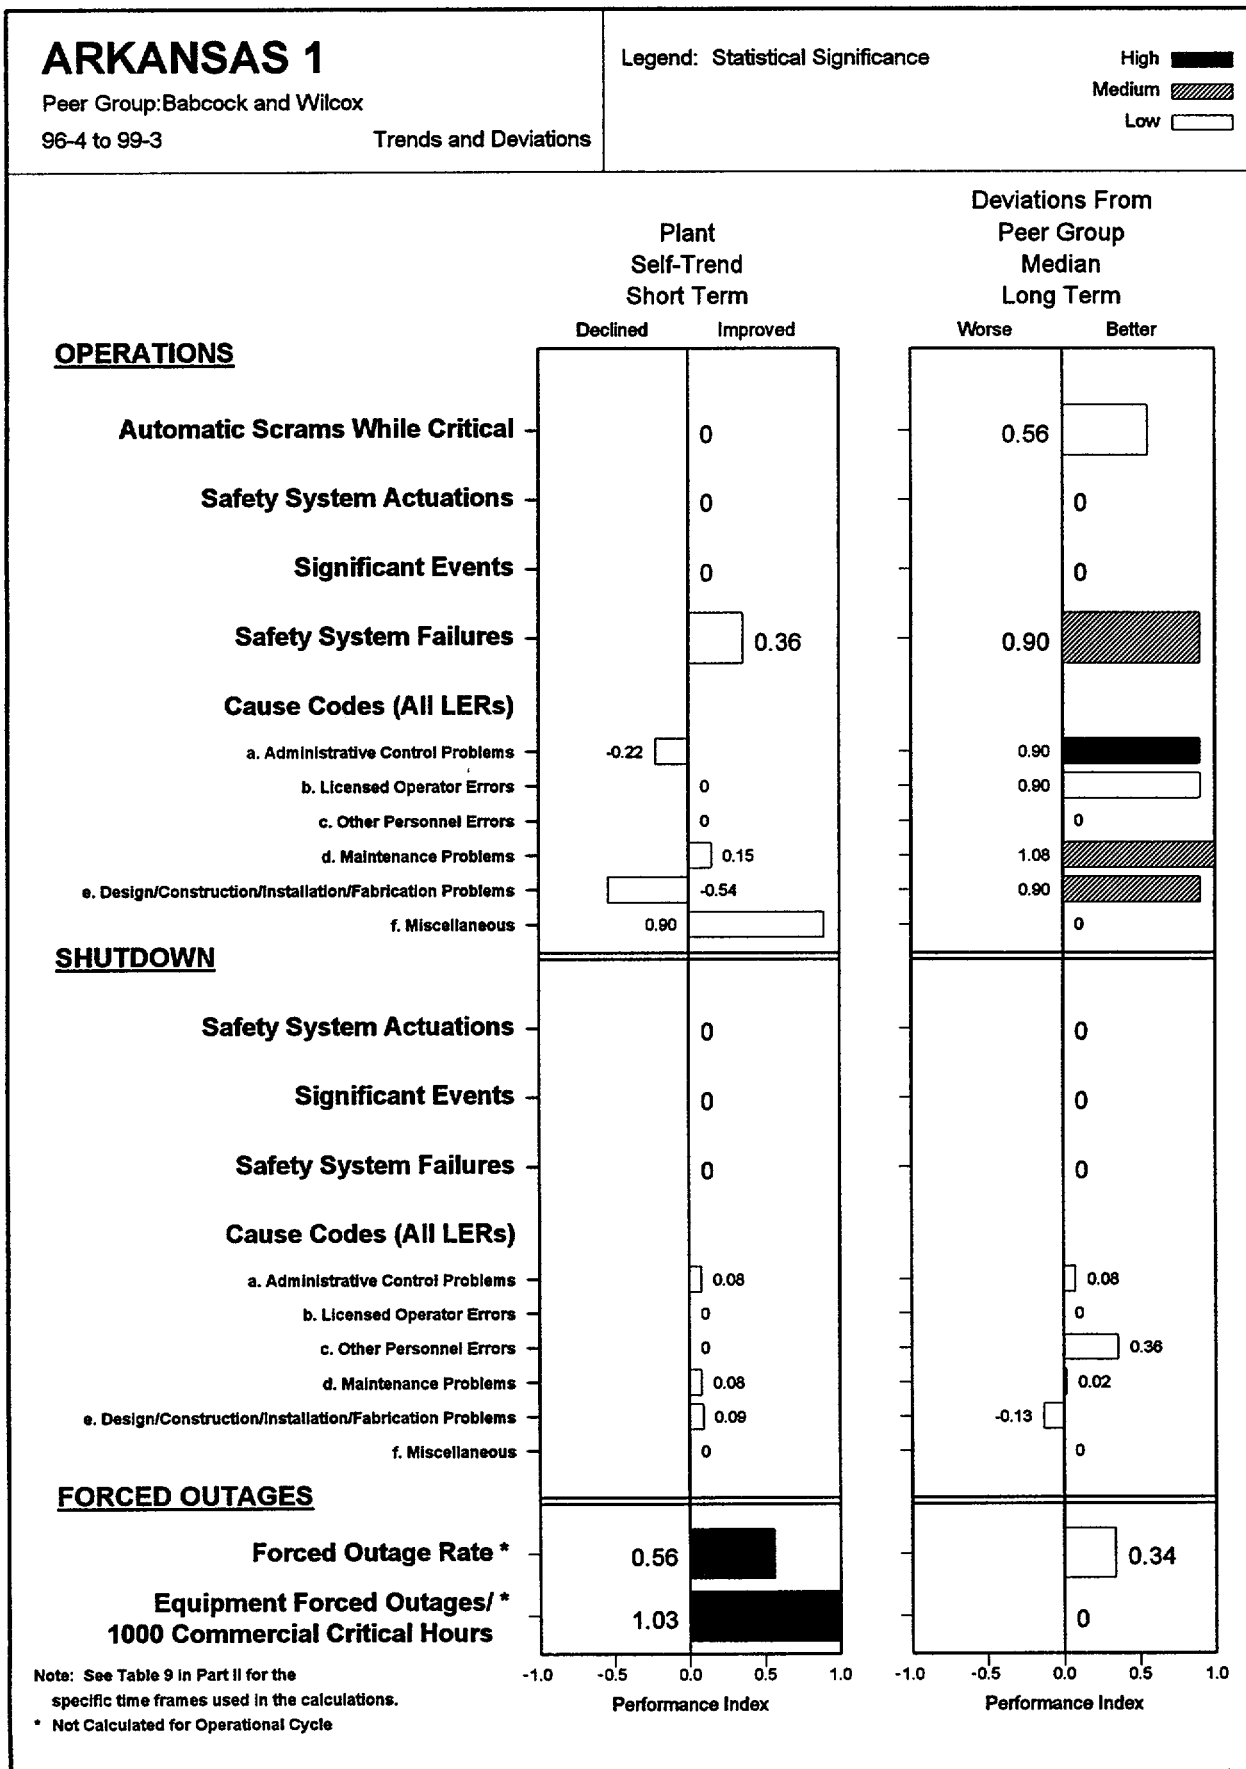 ARKANSAS 1
Peer Group:Babcock and Wilcox
96-4 to 99-3 Trends and Deviations
Legend: Statistical Significance
High
Medium
Low
Plant
Self-Trend
Short Term
Declined Improved
Deviations From
Peer Group
Median
Long Term
Worse Better
OPERATIONS
Automatic Scrams While Critical 0 0.56
Safety System Actuations 0 0
Significant Events 0 0
Safety System Failures 0.36 0.90
Cause Codes (All LERs)
a. Administrative Control Problems -0.22 0.90
b. Licensed Operator Errors 0 0.90
c. Other Personnel Errors 0 0
d. Maintenance Problems 0.15 1.08
e. Design/Construction/Installation/Fabrication Problems -0.54 0.90
f. Miscellaneous 0.90 0
SHUTDOWN
Safety System Actuations 0 0
Significant Events 0 0
Safety System Failures 0 0
Cause Codes (All LERs)
a. Administrative Control Problems 0.08 0.08
b. Licensed Operator Errors 0 0
c. Other Personnel Errors 0 0.36
d. Maintenance Problems 0.08 0.02
e. Design/Construction/Installation/Fabrication Problems 0.09 -0.13
f. Miscellaneous 0 0
FORCED OUTAGES
Forced Outage Rate * 0.56 0.34
Equipment Forced Outages/ *
1000 Commercial Critical Hours 1.03 0
-1.0 -0.5 0.0 0.5 1.0 -1.0 -0.5 0.0 0.5 1.0
Performance Index Performance Index
Note: See Table 9 in Part II for the
specific time frames used in the calculations.
* Not Calculated for Operational Cycle